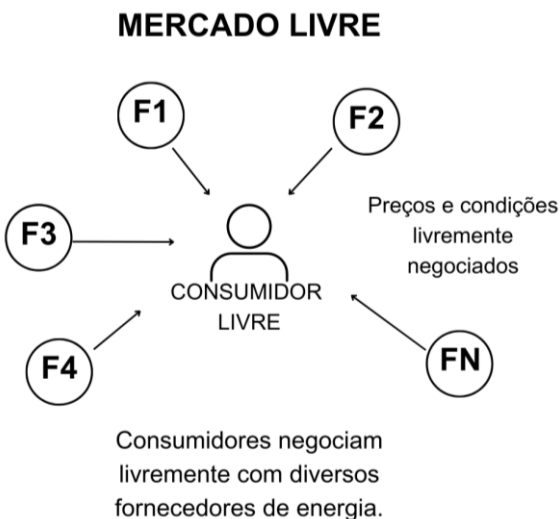 MERCADO LIVRE
F1
F2
Preços e condições
livremente
negociados
F3
CONSUMIDOR
LIVRE
F4
FN
Consumidores negociam
livremente com diversos
fornecedores de energia.